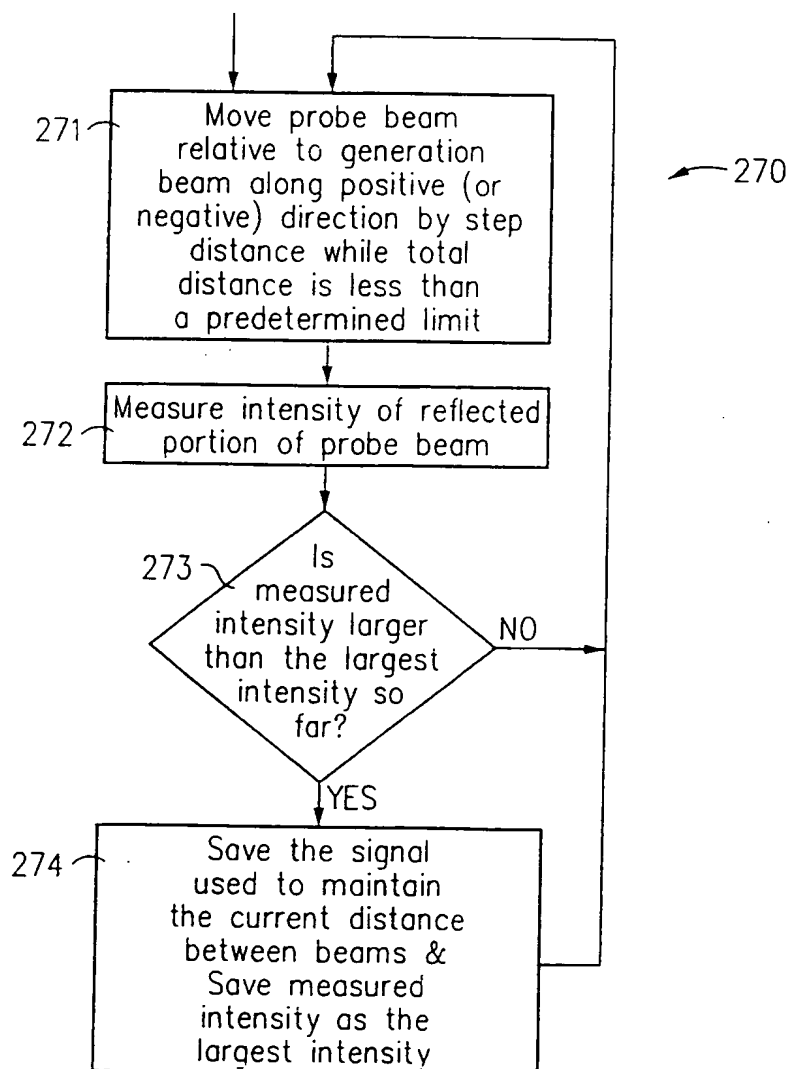 271
Move probe beam
relative to generation
beam along positive (or
negative) direction by step
distance while total
distance is less than
a predetermined limit
270
272
Measure intensity of reflected
portion of probe beam
273
Is
measured
intensity larger
than the largest
intensity so
far?
NO
YES
274
Save the signal
used to maintain
the current distance
between beams &
Save measured
intensity as the
largest intensity